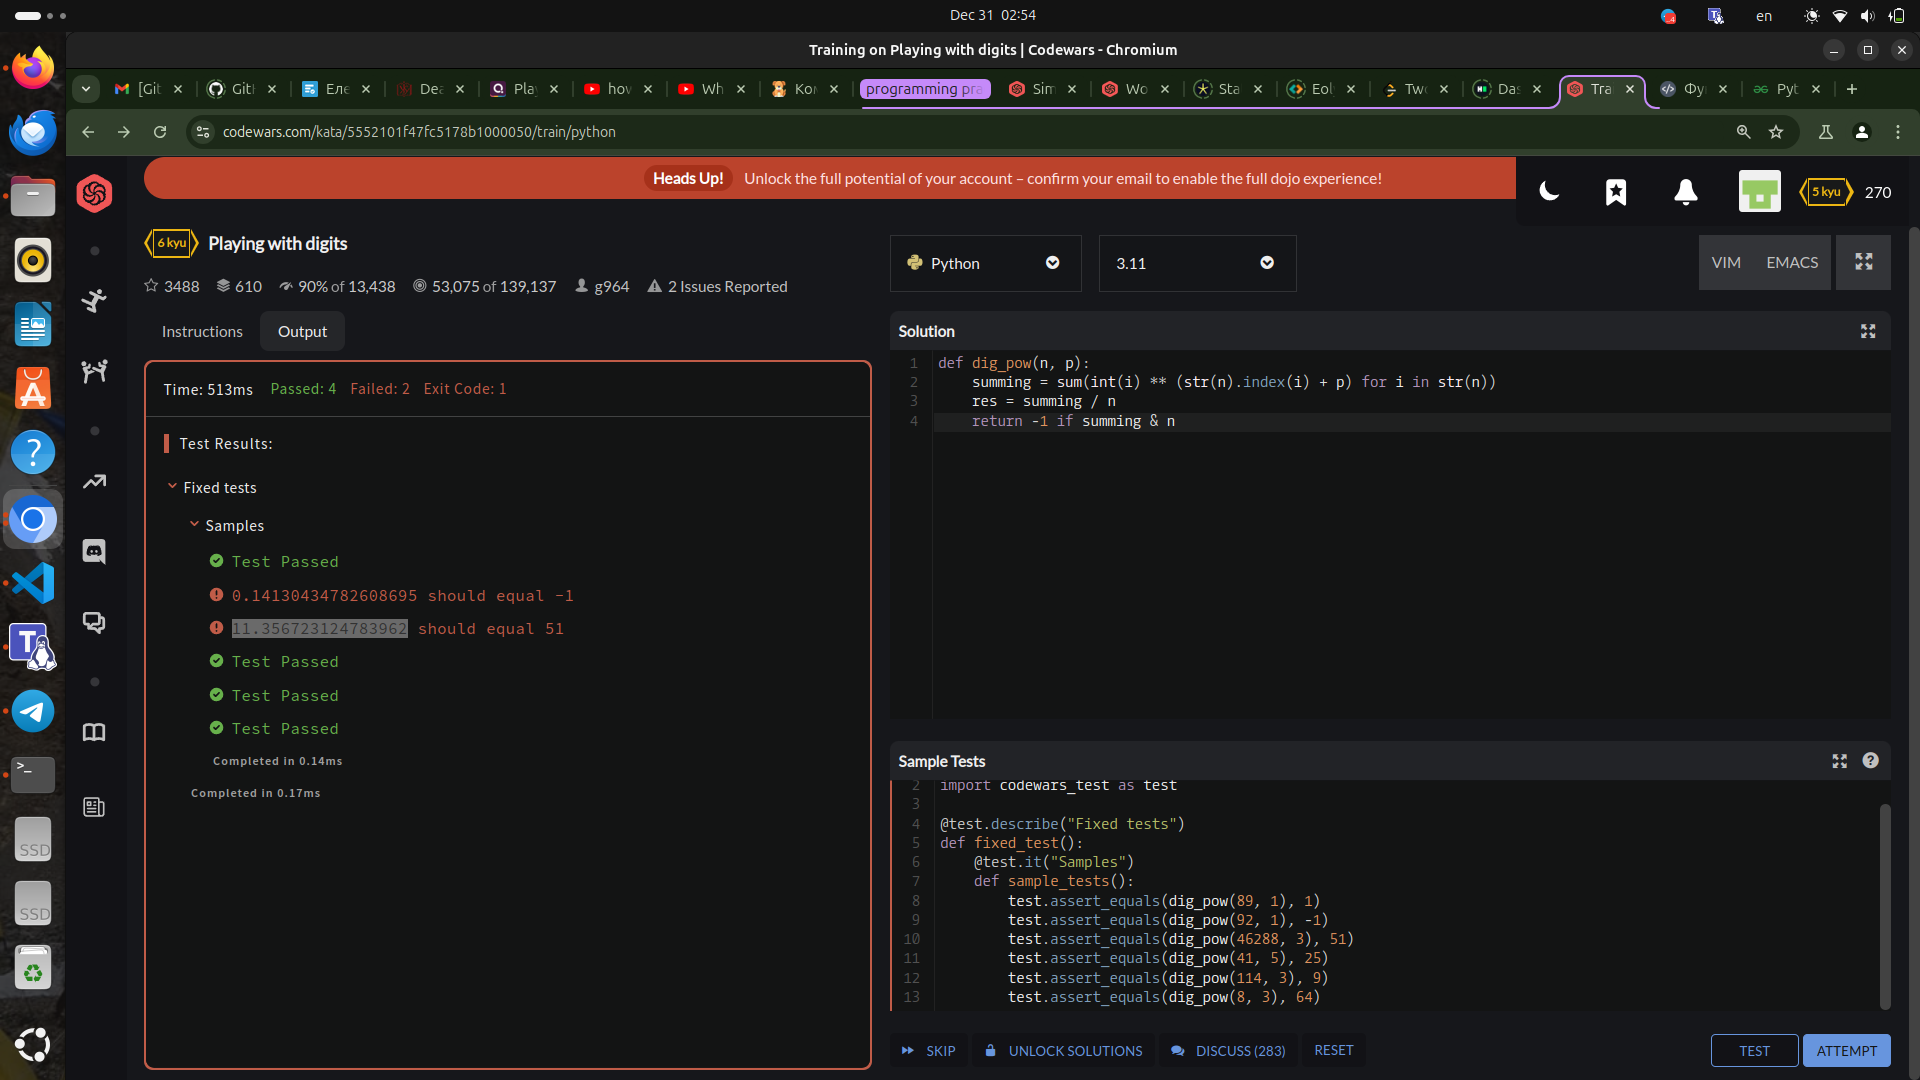 Dec 31 02:54
en
Training on Playing with digits | Codewars - Chromium
[Git
Git
Еле
Dea
Pla
how
Wh
Ko
programming pra
Sim
Wo
Sta
Eol
Two
Das
Tra
Фу
Pyt
codewars.com/kata/5552101f47fc5178b1000050/train/python
Heads Up! Unlock the full potential of your account – confirm your email to enable the full dojo experience!
5 kyu 270
6 kyu Playing with digits
3488 610 90% of 13,438 53,075 of 139,137 g964 2 Issues Reported
Python
3.11
VIM EMACS
Instructions Output
Time: 513ms Passed: 4 Failed: 2 Exit Code: 1
Test Results:
Fixed tests
Samples
Test Passed
0.14130434782608695 should equal -1
11.356723124783962 should equal 51
Test Passed
Test Passed
Test Passed
Completed in 0.14ms
Completed in 0.17ms
Solution
1 def dig_pow(n, p):
2 summing = sum(int(i) ** (str(n).index(i) + p) for i in str(n))
3 res = summing / n
4 return -1 if summing & n
Sample Tests
2 import codewars_test as test
3
4 @test.describe("Fixed tests")
5 def fixed_test():
6 @test.it("Samples")
7 def sample_tests():
8 test.assert_equals(dig_pow(89, 1), 1)
9 test.assert_equals(dig_pow(92, 1), -1)
10 test.assert_equals(dig_pow(46288, 3), 51)
11 test.assert_equals(dig_pow(41, 5), 25)
12 test.assert_equals(dig_pow(114, 3), 9)
13 test.assert_equals(dig_pow(8, 3), 64)
SKIP UNLOCK SOLUTIONS DISCUSS (283) RESET
TEST ATTEMPT
SSD
SSD